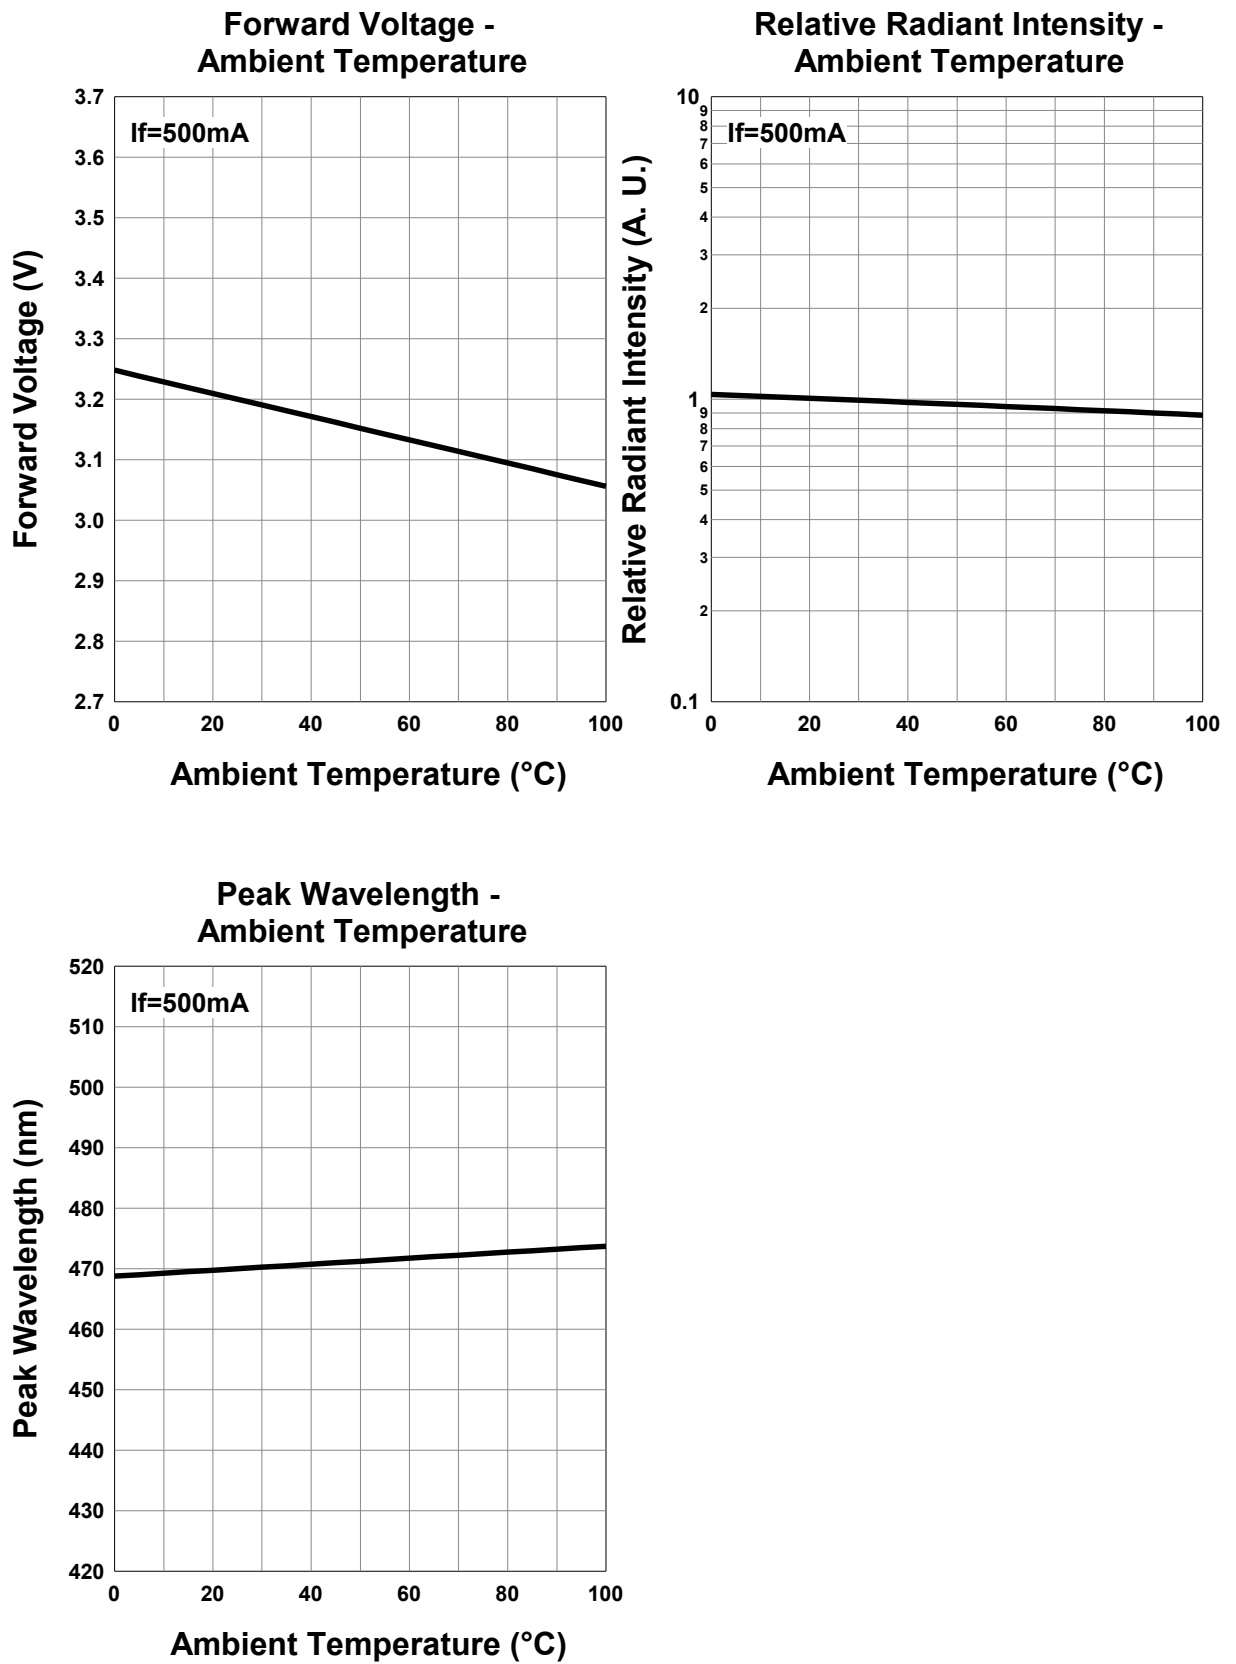 Forward Voltage -
Ambient Temperature
3.7
3.6
3.5
3.4
3.3
3.2
3.1
3.0
2.9
2.8
2.7
If=500mA
Forward Voltage (V)
0 20 40 60 80 100
Ambient Temperature (°C)
Relative Radiant Intensity -
Ambient Temperature
10
9
8
7
6
5
4
3
2
1
9
8
7
6
5
4
3
2
0.1
If=500mA
Relative Radiant Intensity (A. U.)
0 20 40 60 80 100
Ambient Temperature (°C)
Peak Wavelength -
Ambient Temperature
520
510
500
490
480
470
460
450
440
430
420
If=500mA
Peak Wavelength (nm)
0 20 40 60 80 100
Ambient Temperature (°C)